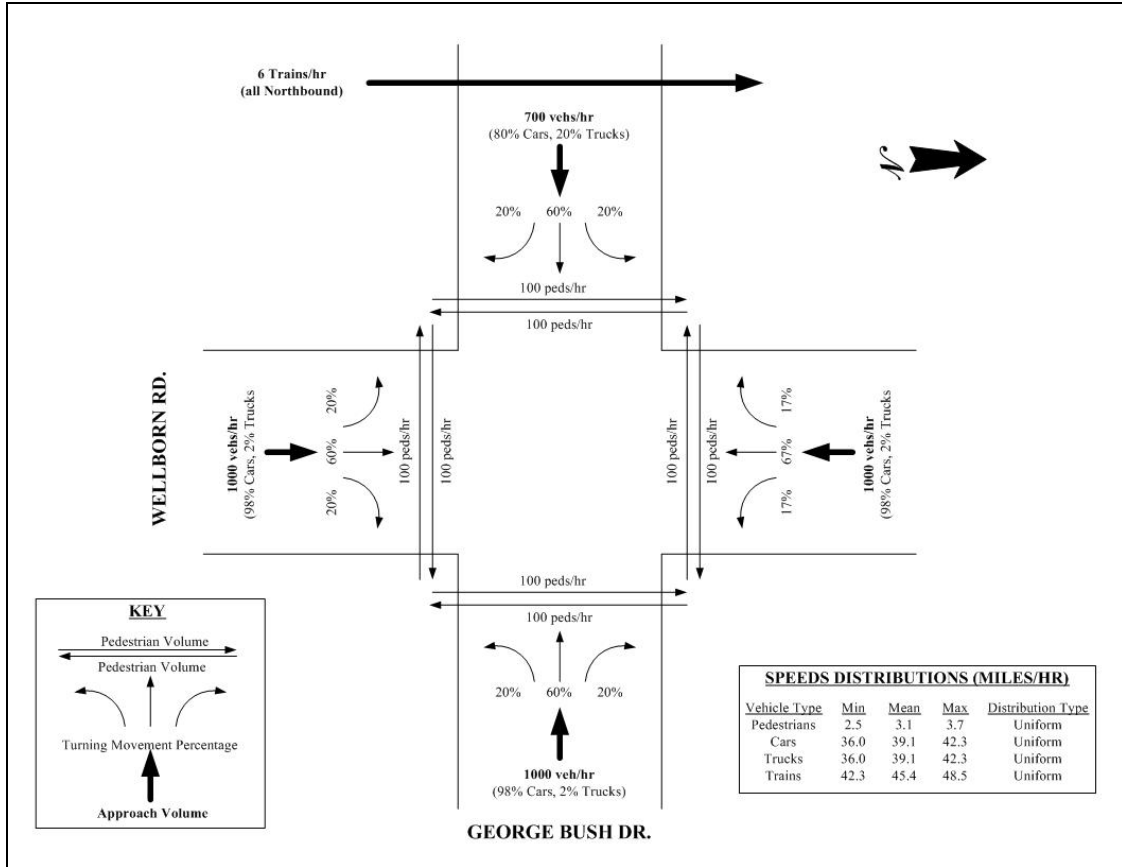 6 Trains/hr
(all Northbound)
700 vehs/hr
(80% Cars, 20% Trucks)
N
20% 60% 20%
100 peds/hr
100 peds/hr
WELLBORN RD.
1000 vehs/hr
(98% Cars, 2% Trucks
20%
60%
20%
100 peds/hr
100 peds/hr
100 peds/hr
100 peds/hr
17%
67%
17%
1000 vehs/hr
(98% Cars, 2% Trucks
100 peds/hr
100 peds/hr
20% 60% 20%
1000 veh/hr
(98% Cars, 2% Trucks)
GEORGE BUSH DR.
KEY
Pedestrian Volume
Pedestrian Volume
Turning Movement Percentage
Approach Volume
SPEEDS DISTRIBUTIONS (MILES/HR)
Vehicle Type Min Mean Max Distribution Type
Pedestrians 2.5 3.1 3.7 Uniform
Cars 36.0 39.1 42.3 Uniform
Trucks 36.0 39.1 42.3 Uniform
Trains 42.3 45.4 48.5 Uniform